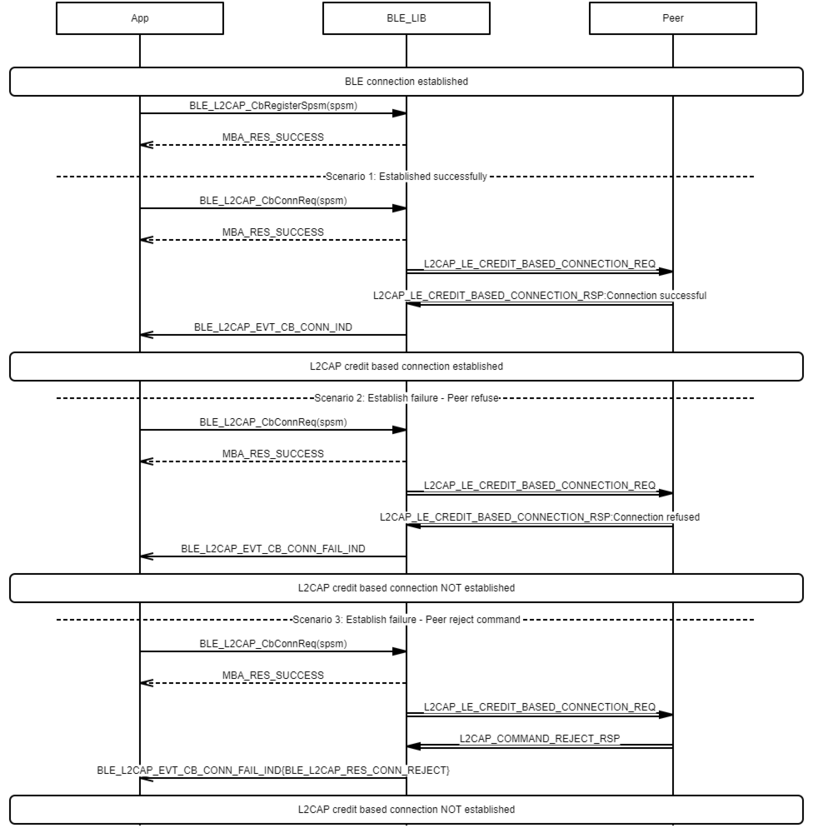 App
BLE_LIB
Peer
BLE connection established
BLE_L2CAP_CbRegisterSpsm(spsm)
MBA_RES_SUCCESS
Scenario 1: Established successfully
BLE_L2CAP_CbConnReq(spsm)
MBA_RES_SUCCESS
L2CAP_LE_CREDIT_BASED_CONNECTION_REQ
L2CAP_LE_CREDIT_BASED_CONNECTION_RSP:Connection successful
BLE_L2CAP_EVT_CB_CONN_IND
L2CAP credit based connection established
Scenario 2: Establish failure - Peer refuse
BLE_L2CAP_CbConnReq(spsm)
MBA_RES_SUCCESS
L2CAP_LE_CREDIT_BASED_CONNECTION_REQ
L2CAP_LE_CREDIT_BASED_CONNECTION_RSP:Connection refused
BLE_L2CAP_EVT_CB_CONN_FAIL_IND
L2CAP credit based connection NOT established
Scenario 3: Establish failure - Peer reject command
BLE_L2CAP_CbConnReq(spsm)
MBA_RES_SUCCESS
L2CAP_LE_CREDIT_BASED_CONNECTION_REQ
L2CAP_COMMAND_REJECT_RSP
BLE_L2CAP_EVT_CB_CONN_FAIL_IND{BLE_L2CAP_RES_CONN_REJECT}
L2CAP credit based connection NOT established